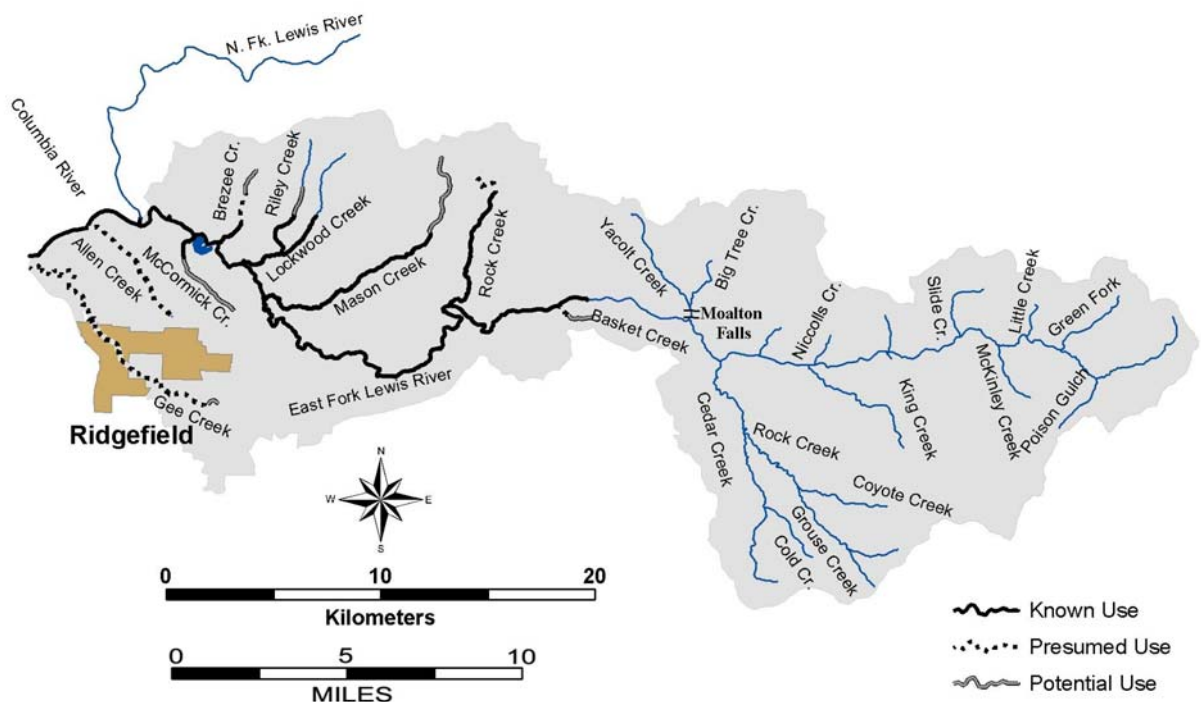 N. Fk. Lewis River
Columbia River
Brezee Cr.
Riley Creek
Lockwood Creek
Allen Creek
McCormick Cr.
Mason Creek
Rock Creek
Yacolt Creek
Big Tree Cr.
Moalton
Falls
Basket Creek
Niccolls Cr.
Slide Cr.
Little Creek
Green Fork
East Fork Lewis River
Gee Creek
Ridgefield
Cedar Creek
King Creek
McKinley Creek
Poison Gulch
Rock Creek
Coyote Creek
Grouse Creek
Cold Cr.
N
W E
S
0 10 20
Kilometers
0 5 10
MILES
Known Use
Presumed Use
Potential Use